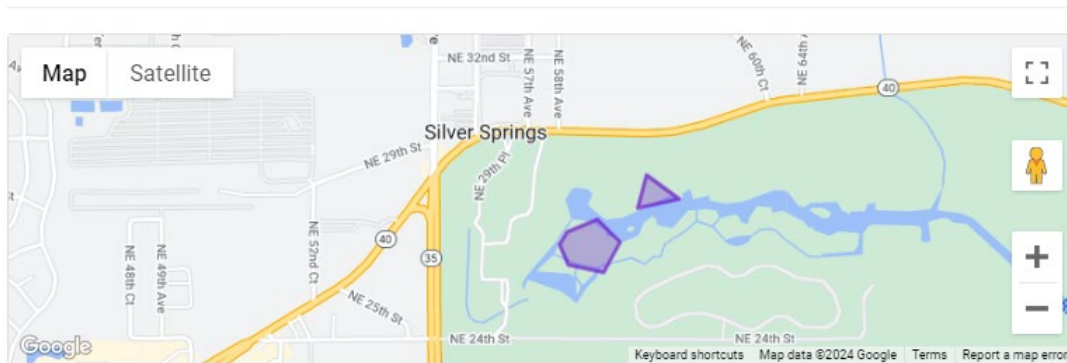 Map
Satellite
NE 32nd St
NE 57th Ave
NE 58th Ave
NE 60th Ct
NE 64th A
40
Silver Springs
NE 29th St
NE 29th Pl
NE 52nd Ct
40
35
NE 48th Ct
NE 49th Ave
NE 25th St
NE 24th St
NE 24th St
Google
Keyboard shortcuts
Map data ©2024 Google
Terms
Report a map error